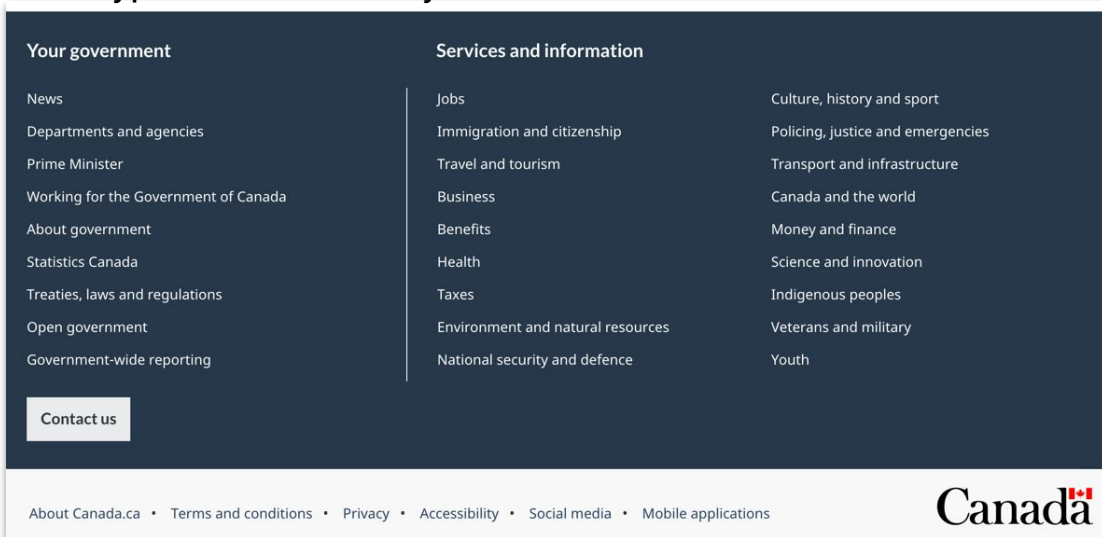 Your government
News
Departments and agencies
Prime Minister
Working for the Government of Canada
About government
Statistics Canada
Treaties, laws and regulations
Open government
Government-wide reporting
Contact us
Services and information
Jobs
Immigration and citizenship
Travel and tourism
Business
Benefits
Health
Taxes
Environment and natural resources
National security and defence
Culture, history and sport
Policing, justice and emergencies
Transport and infrastructure
Canada and the world
Money and finance
Science and innovation
Indigenous peoples
Veterans and military
Youth
About Canada.ca • Terms and conditions • Privacy • Accessibility • Social media • Mobile applications
Canada